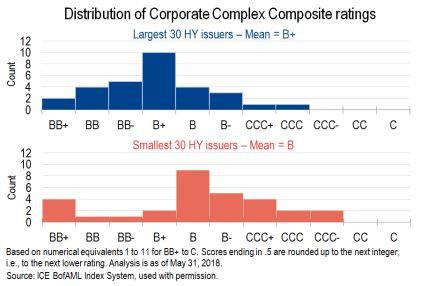 Distribution of Corporate Complex Composite ratings
Largest 30 HY issuers – Mean = B+
Count
12
10
8
6
4
2
0
BB+ BB BB- B+ B B- CCC+ CCC CCC- CC C
Smallest 30 HY issuers – Mean = B
Count
12
10
8
6
4
2
0
BB+ BB BB- B+ B B- CCC+ CCC CCC- CC C
Based on numerical equivalents 1 to 11 for BB+ to C. Scores ending in .5 are rounded up to the next integer,
i.e., to the next lower rating. Analysis is as of May 31, 2018.
Source: ICE BofAML Index System, used with permission.